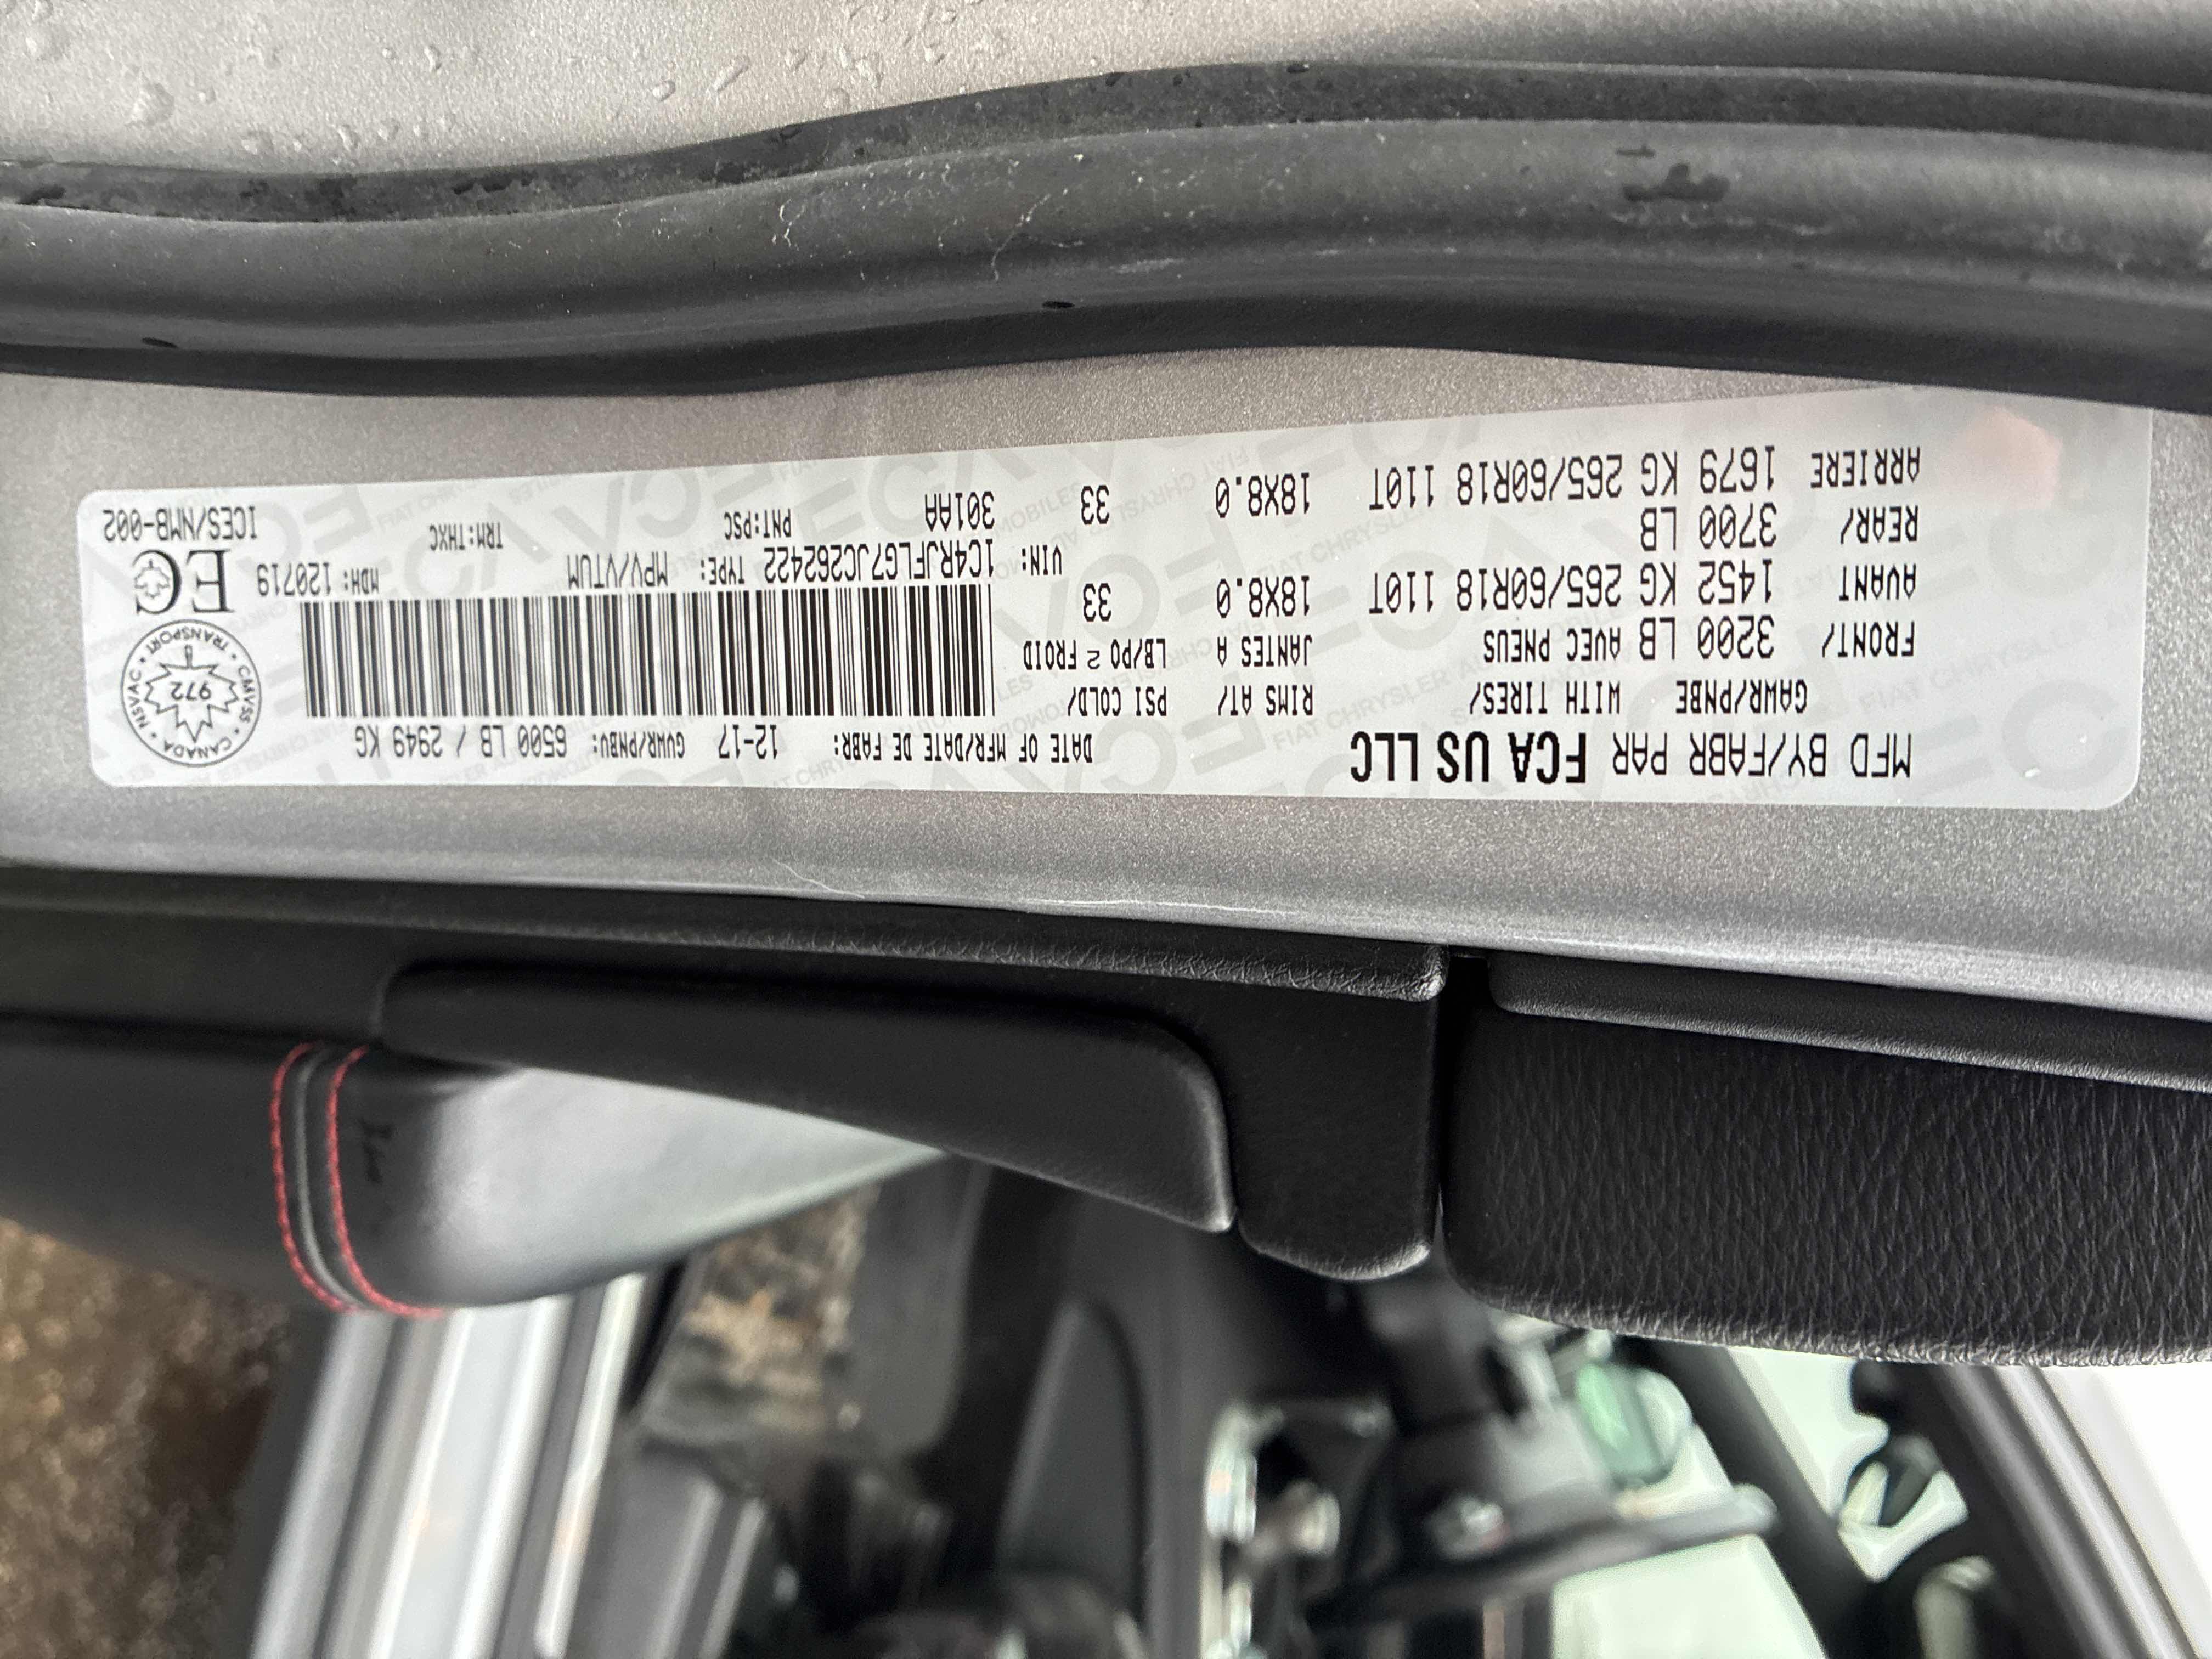 MFD BY/FABR PAR FCA US LLC
DATE OF MFR/DATE DE FABR: 12-17 GVWR/PNBV: 6500 LB / 2949 KG
GAWR/PNBE WITH TIRES/ RIMS AT/ PSI COLD/
FRONT/ 3200 LB AVEC PNEUS JANTES A LB/PO 2 FROID
AVANT 1452 KG 265/60R18 110T 18X8.0 33
REAR/ 3700 LB
ARRIERE 1679 KG 265/60R18 110T 18X8.0 33
VIN: 1C4RJFLG7JC262422 TYPE: MPV/VTUM MDH: 120719
301AA PNT:PSC TRM:THXC
CANADA • CMVSS • TRANSPORT • NSVAC •
972
EC
ICES/NMB-002